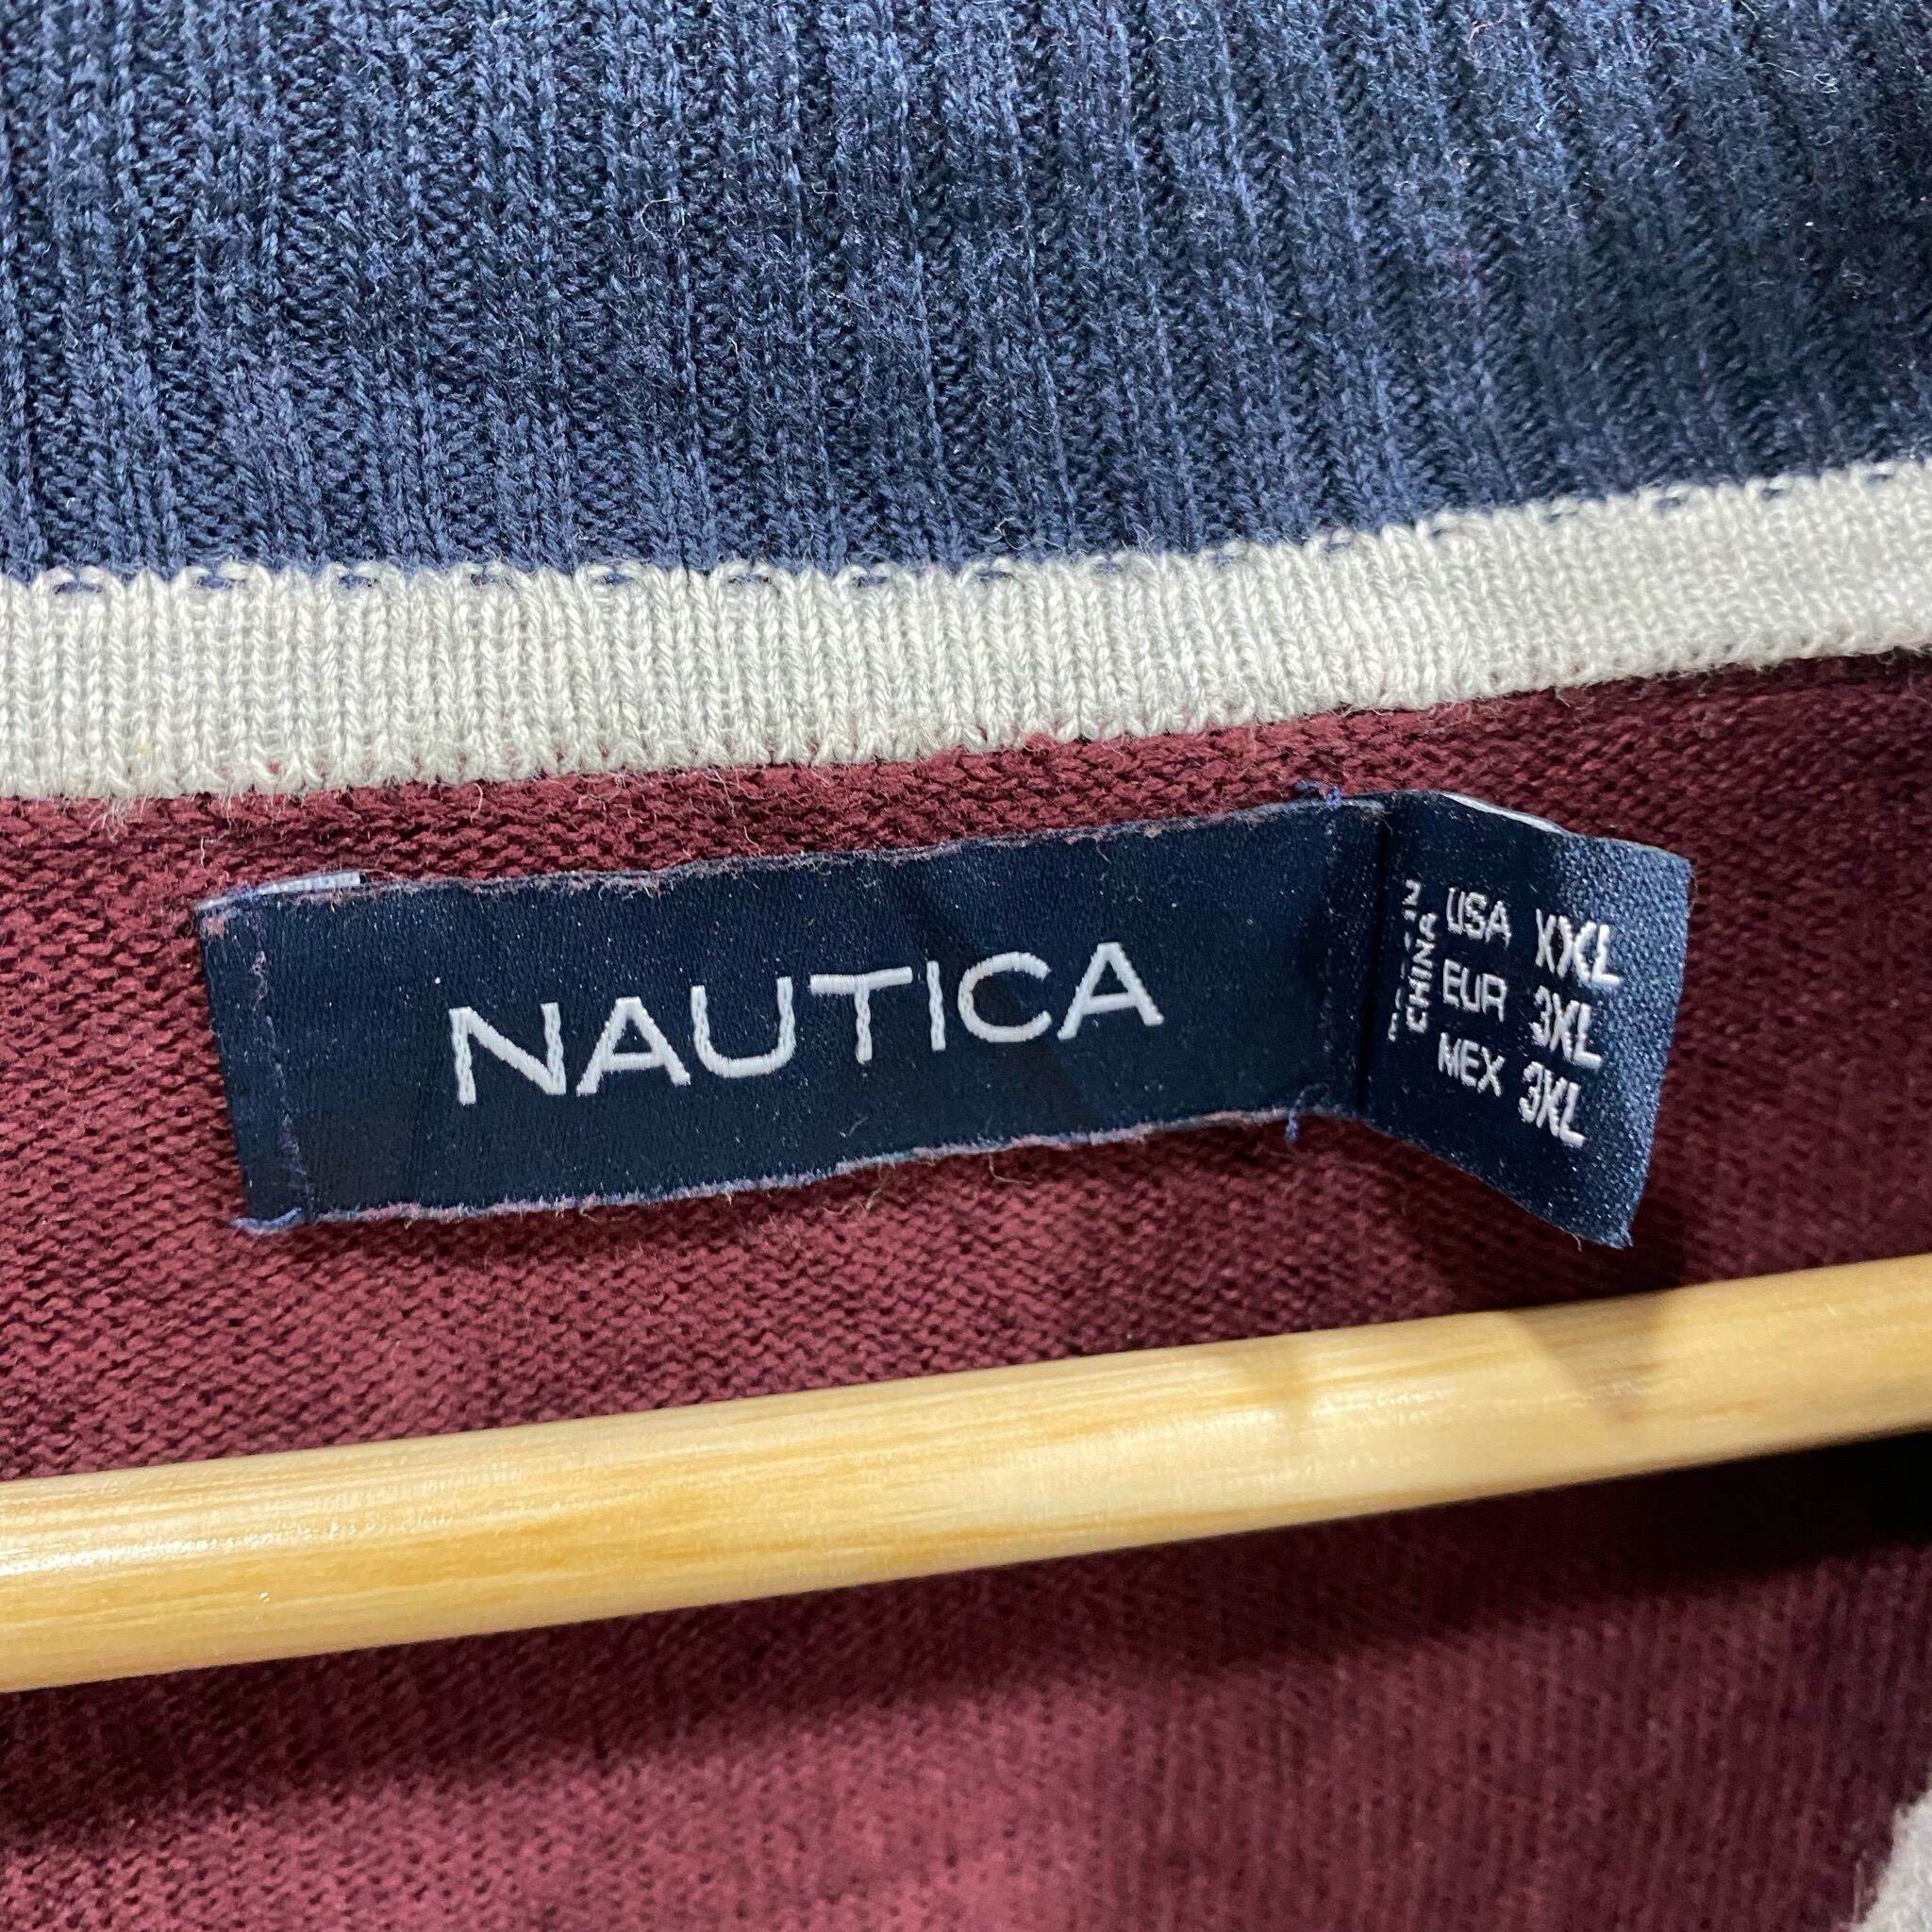 NAUTICA
USA XXL
EUR 3XL
MEX 3XL
CHINA